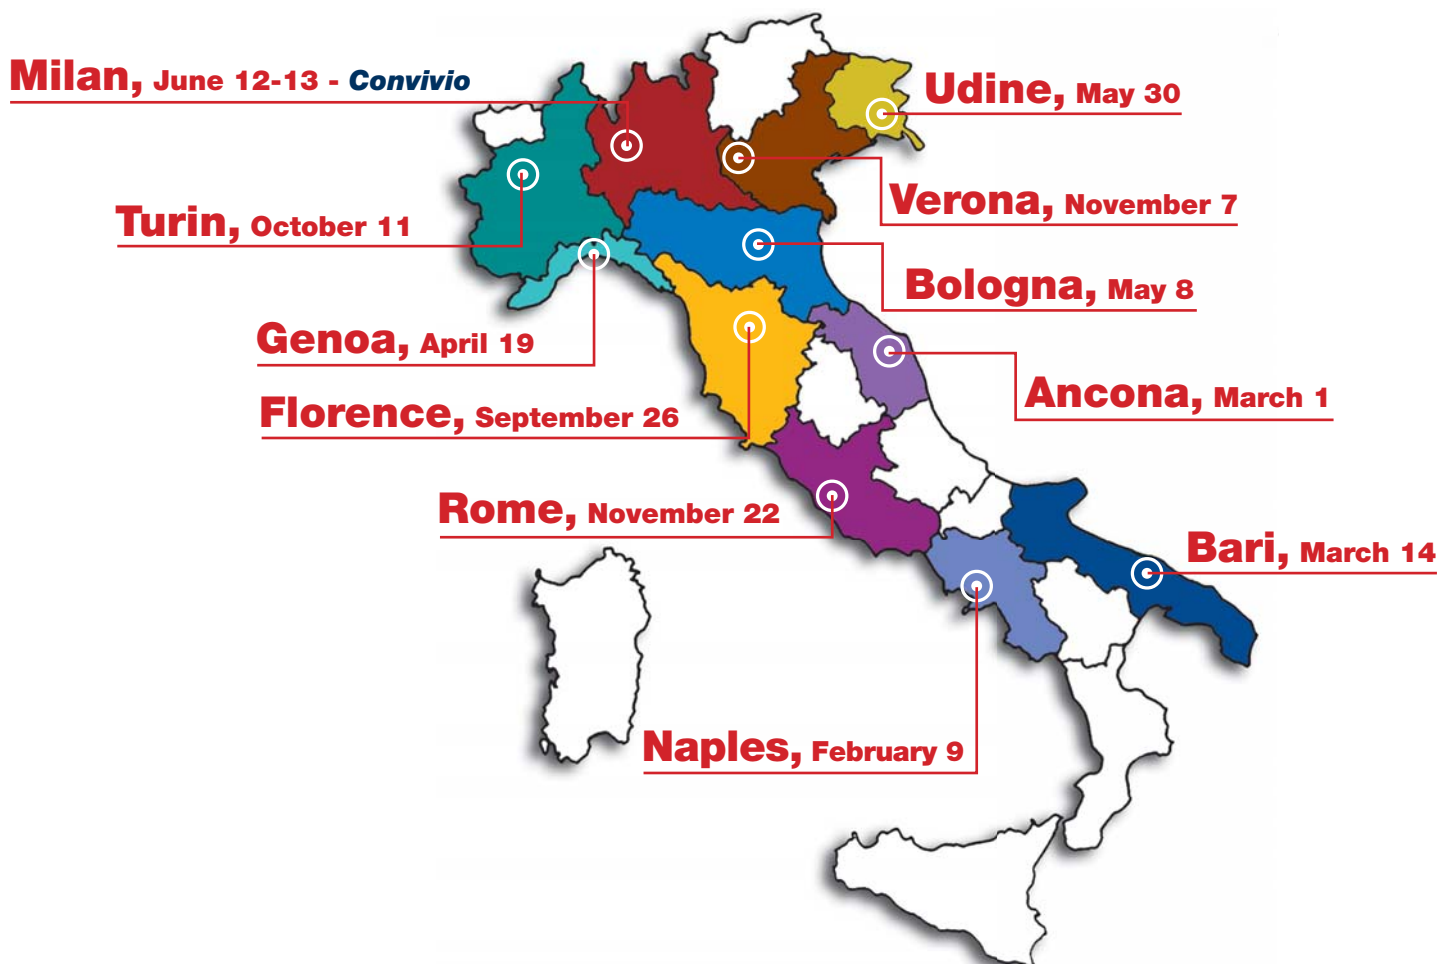 Milan, June 12-13 - Convivio
Udine, May 30
Verona, November 7
Turin, October 11
Bologna, May 8
Genoa, April 19
Ancona, March 1
Florence, September 26
Rome, November 22
Bari, March 14
Naples, February 9